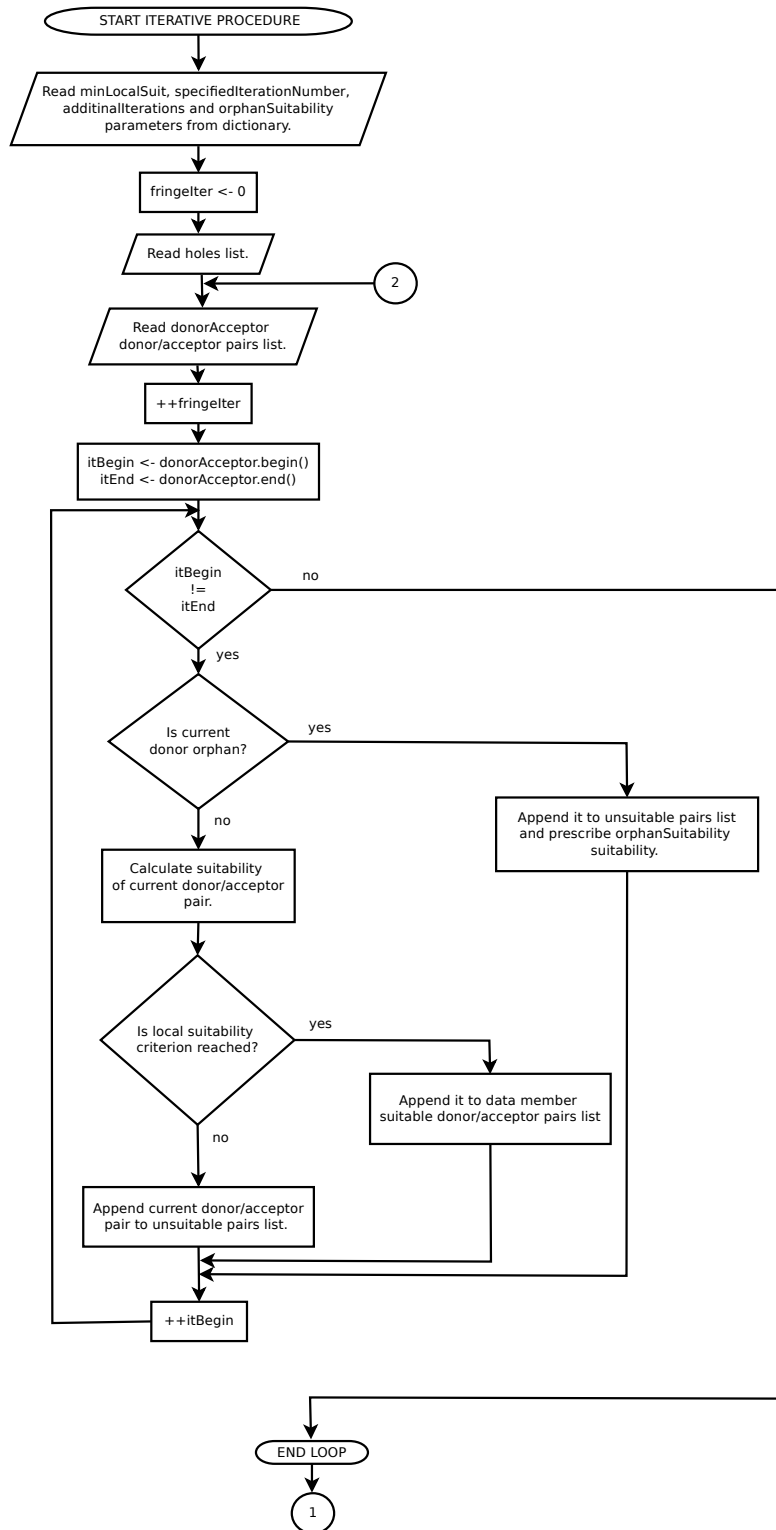 START ITERATIVE PROCEDURE
Read minLocalSuit, specifiedIterationNumber,
additinalIterations and orphanSuitability
parameters from dictionary.
fringeIter <- 0
Read holes list.
2
Read donorAcceptor
donor/acceptor pairs list.
++fringeIter
itBegin <- donorAcceptor.begin()
itEnd <- donorAcceptor.end()
itBegin
!=
itEnd
no
yes
Is current
donor orphan?
yes
no
Append it to unsuitable pairs list
and prescribe orphanSuitability
suitability.
Calculate suitability
of current donor/acceptor
pair.
Is local suitability
criterion reached?
yes
no
Append it to data member
suitable donor/acceptor pairs list
Append current donor/acceptor
pair to unsuitable pairs list.
++itBegin
END LOOP
1